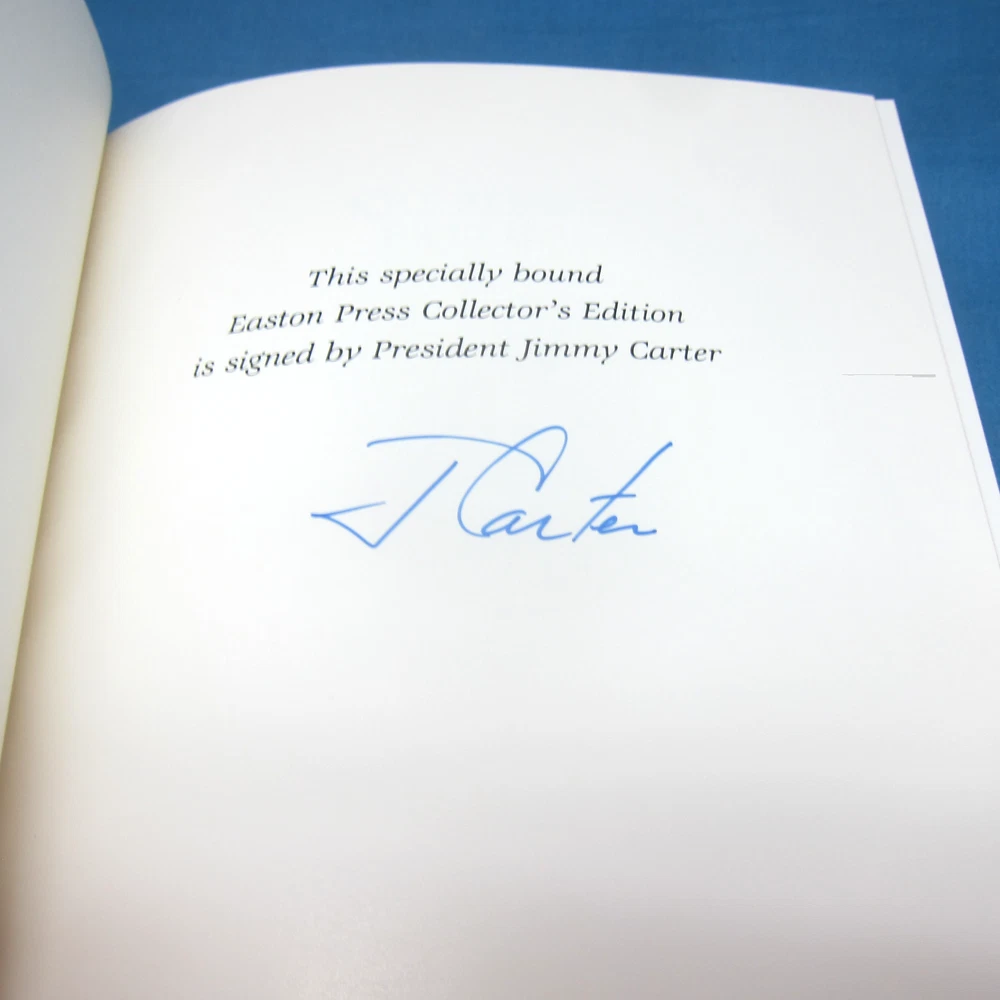 This specially bound
Easton Press Collector's Edition
is signed by President Jimmy Carter
J Carter